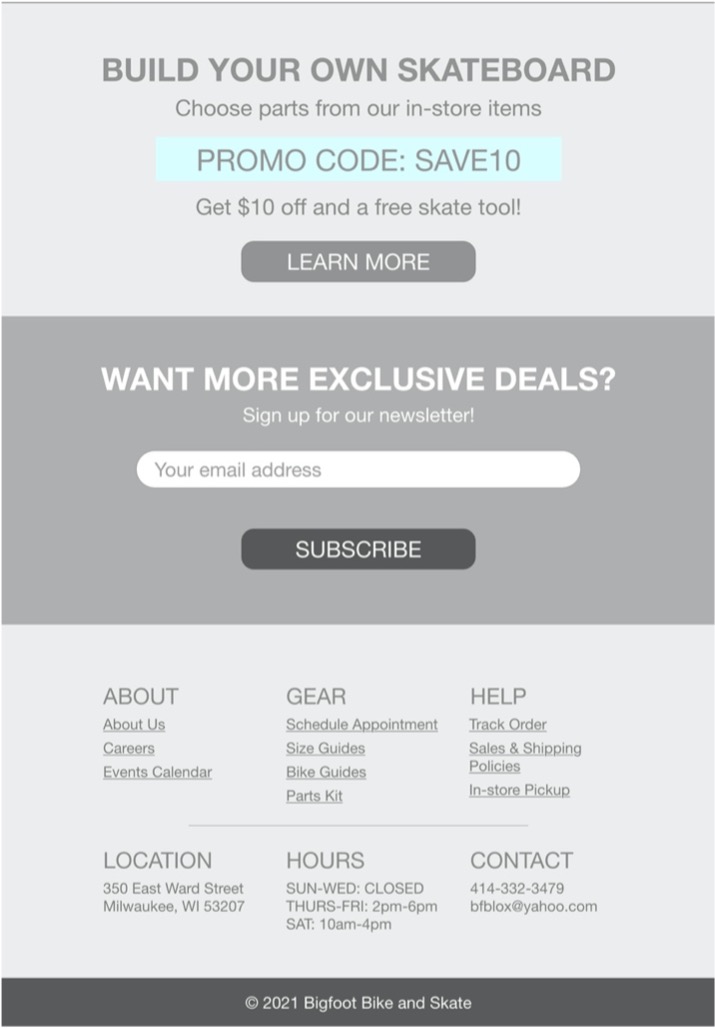 BUILD YOUR OWN SKATEBOARD
Choose parts from our in-store items
PROMO CODE: SAVE10
Get $10 off and a free skate tool!
LEARN MORE
WANT MORE EXCLUSIVE DEALS?
Sign up for our newsletter!
Your email address
SUBSCRIBE
ABOUT
About Us
Careers
Events Calendar
GEAR
Schedule Appointment
Size Guides
Bike Guides
Parts Kit
HELP
Track Order
Sales & Shipping
Policies
In-store Pickup
LOCATION
350 East Ward Street
Milwaukee, WI 53207
HOURS
SUN-WED: CLOSED
THURS-FRI: 2pm-6pm
SAT: 10am-4pm
CONTACT
414-332-3479
bfblox@yahoo.com
© 2021 Bigfoot Bike and Skate